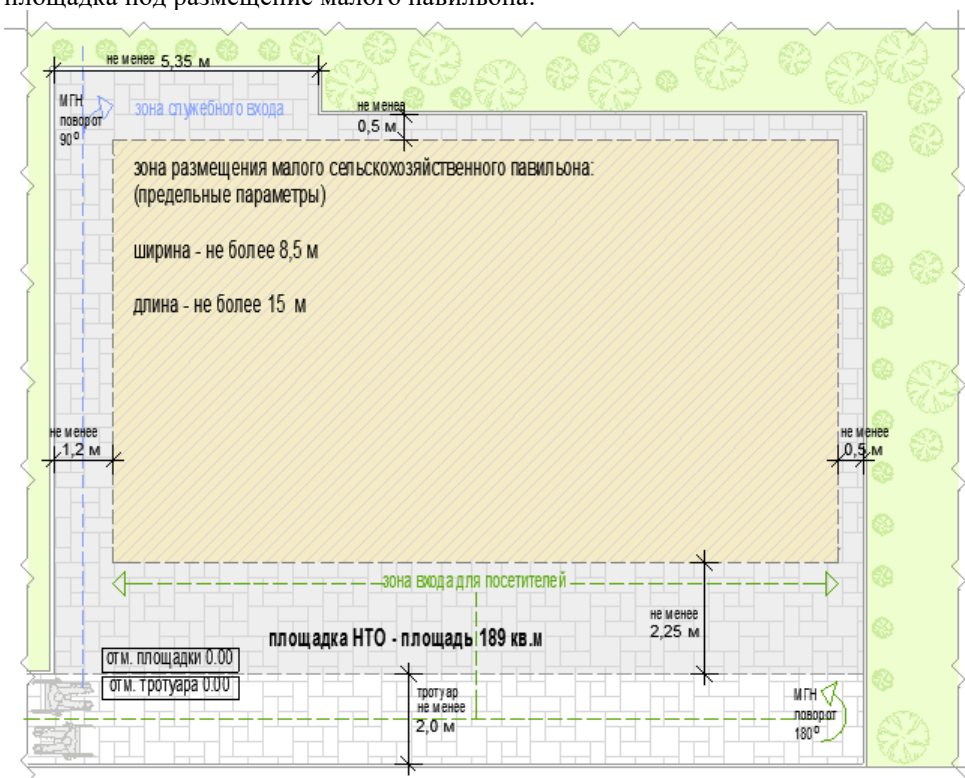 площадка под размещение малого павильона.
не менее 5,35 м
МГН
поворот
90°
зона служебного входа
не менее
0,5 м
зона размещения малого сельскохозяйственного павильона:
(предельные параметры)
ширина - не более 8,5 м
длина - не более 15 м
не менее
1,2 м
не менее
0,5 м
зона входа для посетителей
не менее
2,25 м
площадка НТО - площадь 189 кв.м
отм. площадки 0.00
отм. тротуара 0.00
тротуар
не менее
2,0 м
МГН
поворот
180°